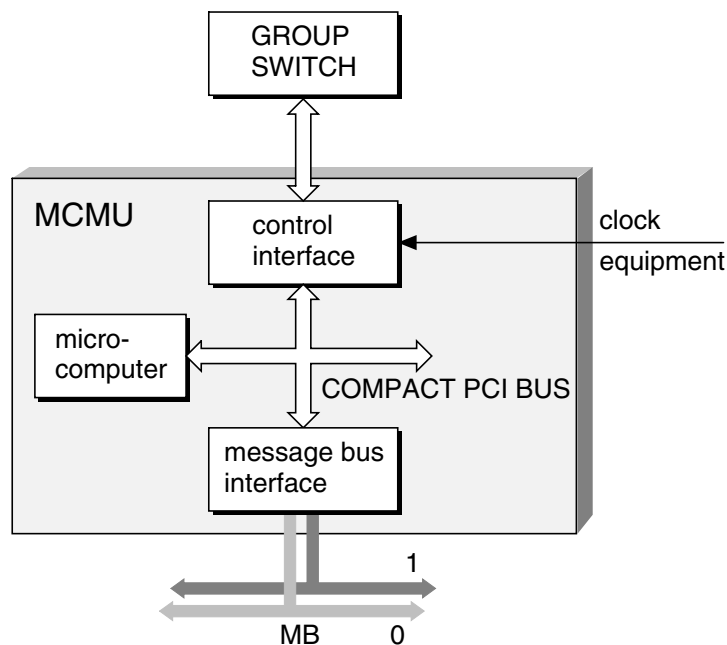 GROUP
SWITCH
MCMU
control
interface
clock
equipment
micro-
computer
COMPACT PCI BUS
message bus
interface
1
MB
0